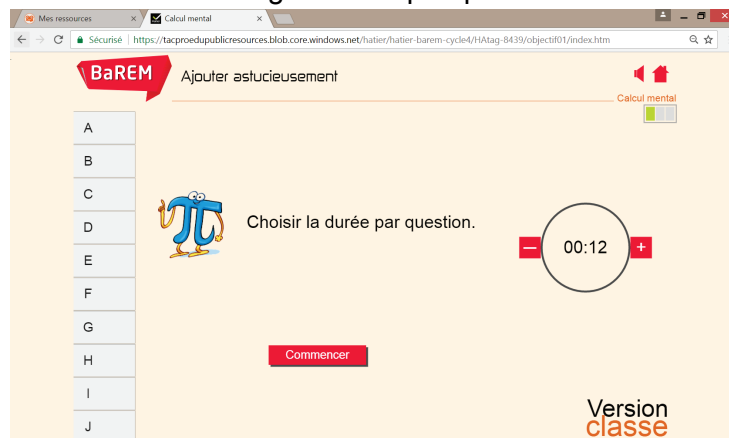 Mes ressources
Calcul mental
Sécurisé | https://tacproedupublicresources.blob.core.windows.net/hatier/hatier-barem-cycle4/HAtag-8439/objectif01/index.htm
BaREM
Ajouter astucieusement
Calcul mental
A
B
C
D
E
F
G
H
I
J
Choisir la durée par question.
– 00:12 +
Commencer
Version
classe